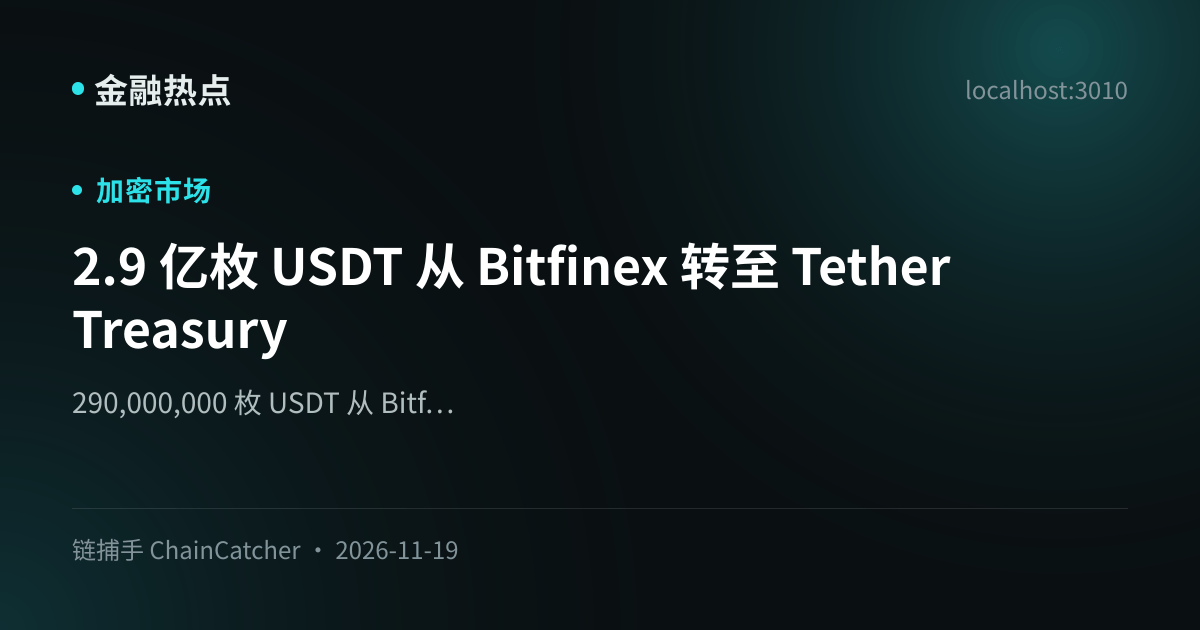 金融热点
localhost:3010
加密市场
2.9 亿枚 USDT 从 Bitfinex 转至 Tether
Treasury
290,000,000 枚 USDT 从 Bitf…
链捕手 ChainCatcher · 2026-11-19